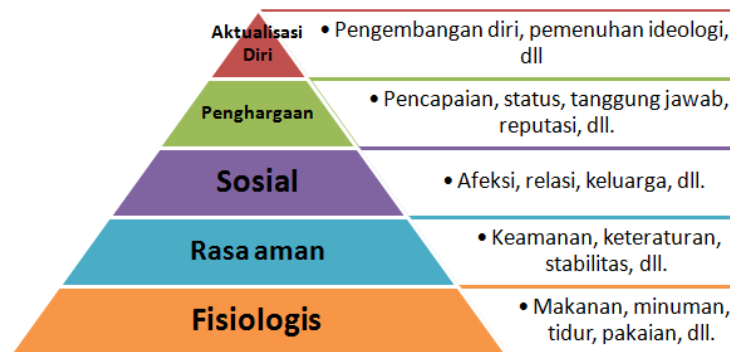 Aktualisasi
Diri
• Pengembangan diri, pemenuhan ideologi,
dll
Penghargaan
• Pencapaian, status, tanggung jawab,
reputasi, dll.
Sosial
• Afeksi, relasi, keluarga, dll.
Rasa aman
• Keamanan, keteraturan,
stabilitas, dll.
Fisiologis
• Makanan, minuman,
tidur, pakaian, dll.